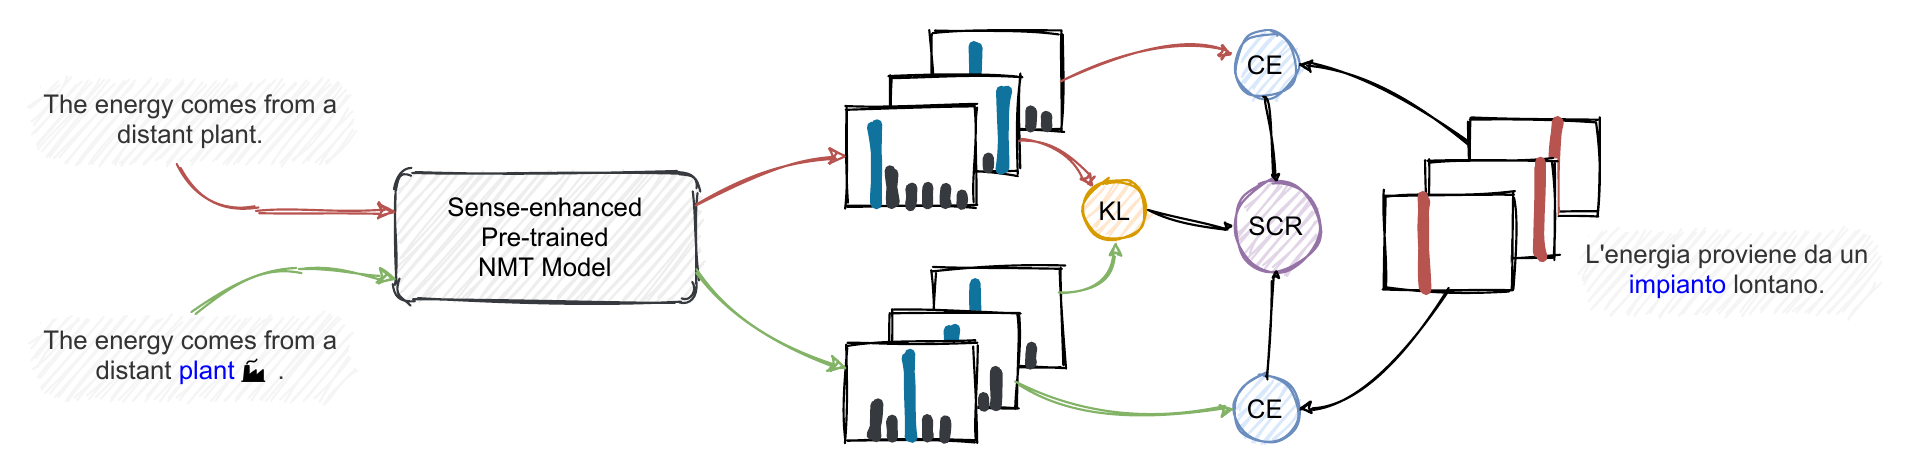 The energy comes from a
distant plant.
The energy comes from a
distant plant .
Sense-enhanced
Pre-trained
NMT Model
KL
CE
SCR
CE
L'energia proviene da un
impianto lontano.